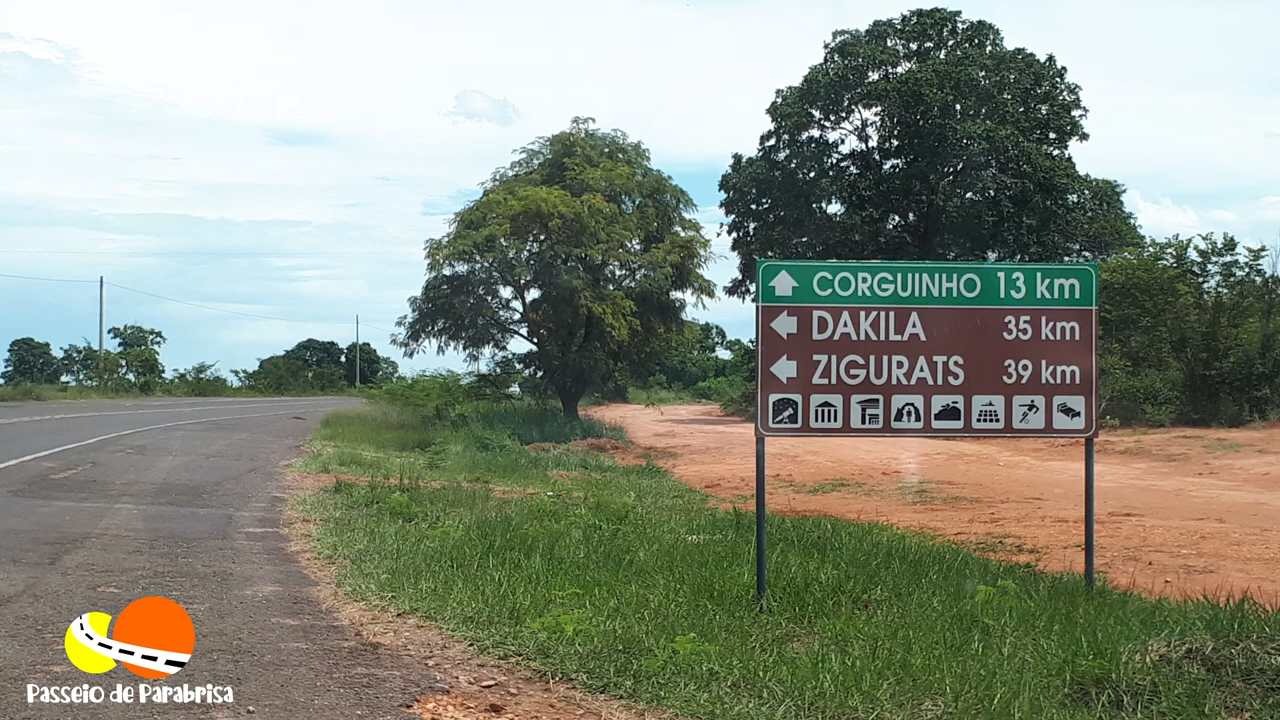 CORGUINHO 13 km
DAKILA 35 km
ZIGURATS 39 km
Passeio de Parabrisa